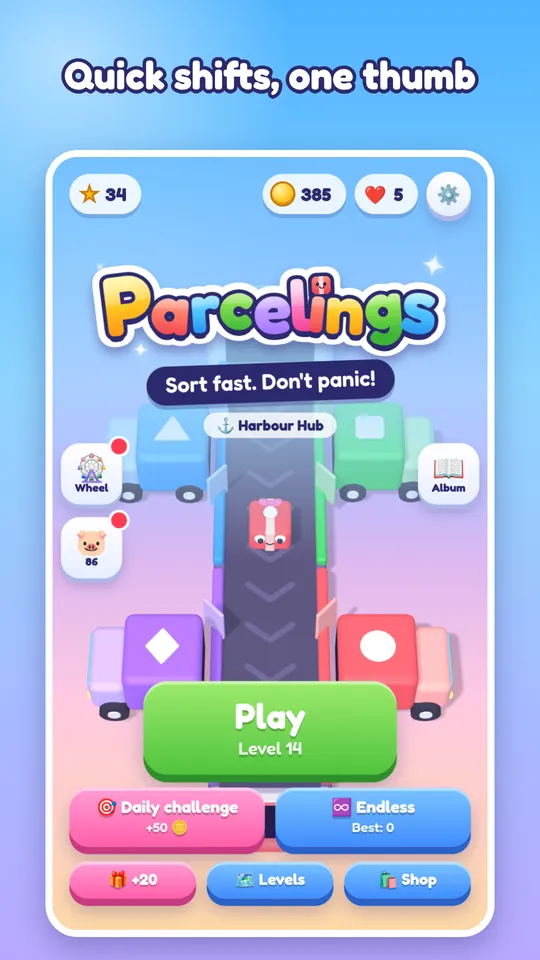 Quick shifts, one thumb
34
385
5
Parcelings
Sort fast. Don't panic!
Harbour Hub
Wheel
Album
86
Play
Level 14
Daily challenge
+50
Endless
Best: 0
+20
Levels
Shop